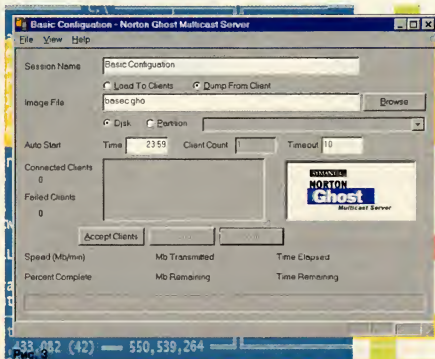 Basic Configuation - Norton Ghost Multicast Server
File View Help
Session Name Basic Configuation
Load To Clients Dump From Client
Image File basec.gho Browse
Disk Partition
Auto Start Time 23:59 Client Count 1 Timeout 10
Connected Clients
0
Failed Clients
0
SYMANTEC.
NORTON
Ghost
Multicast Server
Accept Clients
Speed (Mb/min) Mb Transmitted Time Elapsed
Percent Complete Mb Remaining Time Remaining
433,082 (42) — 550,539,264
Рис. 3